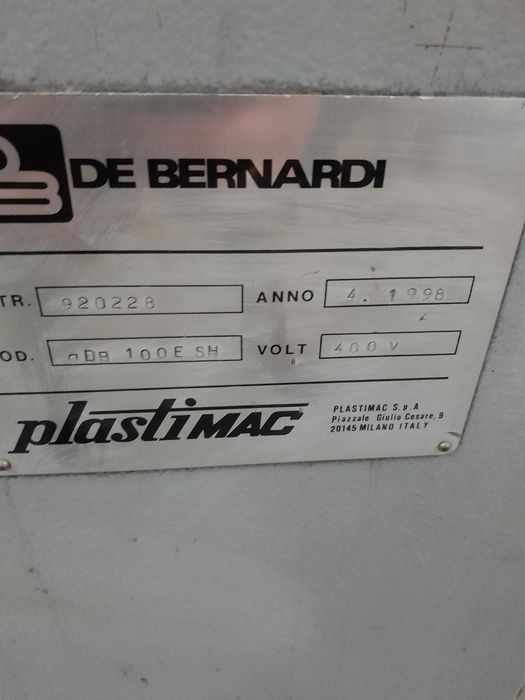 DB
DE BERNARDI
TR. 920228 ANNO 4. 1998
OD. DB 100E SH VOLT 400 V
plastiMAC
PLASTIMAC S.p.A
Piazzale Giulio Cesare, 9
20145 MILANO ITALY